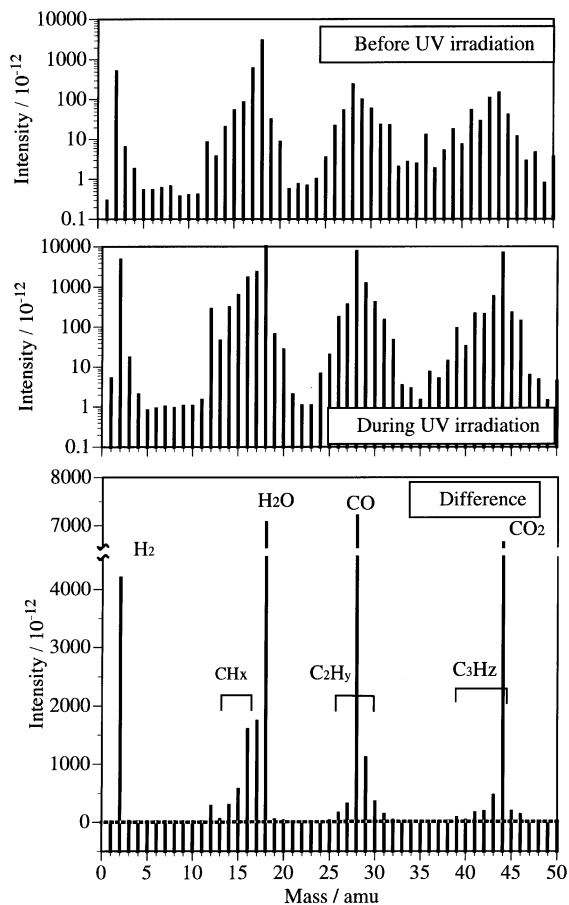 10000
1000
100
10
1
0.1
Intensity / 10-12
Before UV irradiation
10000
1000
100
10
1
0.1
Intensity / 10-12
During UV irradiation
8000
7000
4000
3000
2000
1000
0
Intensity / 10-12
Difference
H2
H2O
CO
CO2
CHx
C2Hy
C3Hz
0 5 10 15 20 25 30 35 40 45 50
Mass / amu